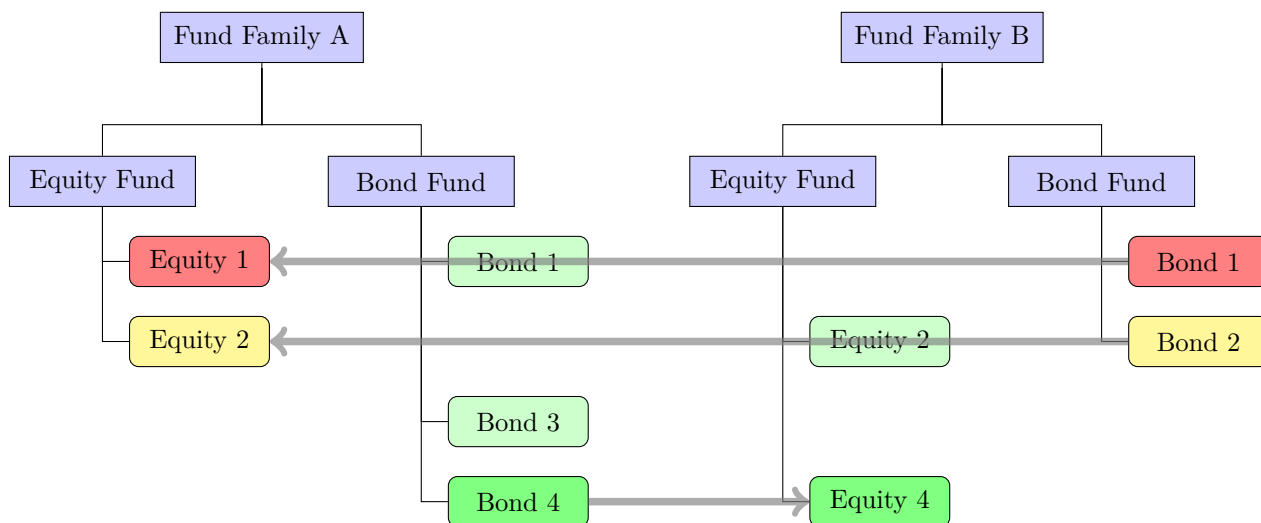 Fund Family A
Fund Family B
Equity Fund
Bond Fund
Equity Fund
Bond Fund
Equity 1
Bond 1
Bond 1
Equity 2
Equity 2
Bond 2
Bond 3
Bond 4
Equity 4